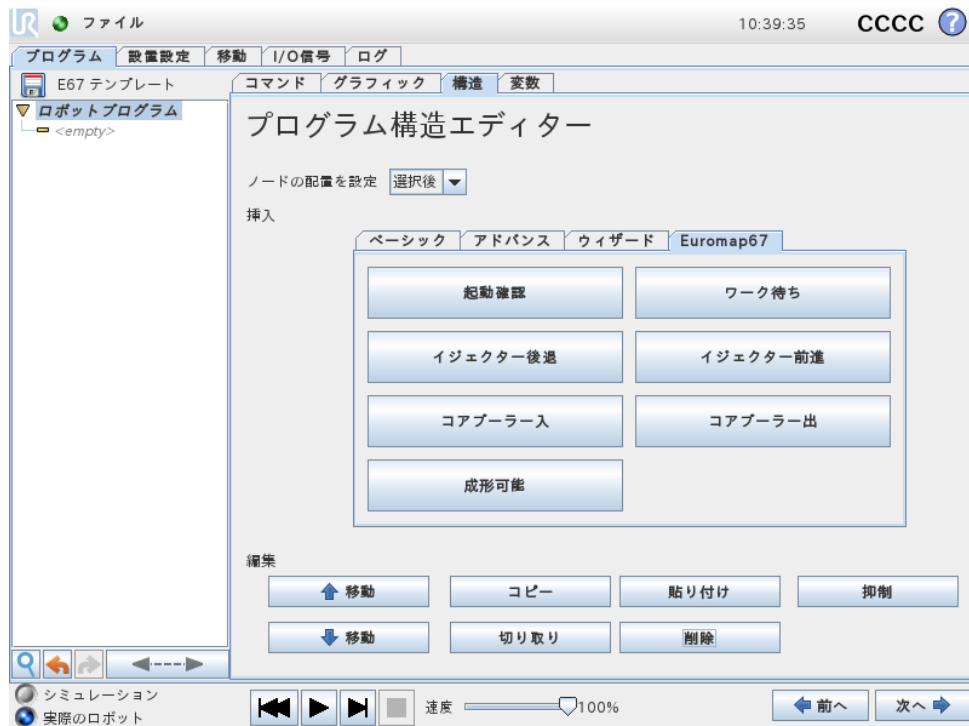 UR ファイル 10:39:35 CCCC ?
プログラム 設置設定 移動 I/O信号 ログ
E67 テンプレート
コマンド グラフィック 構造 変数
ロボットプログラム
<empty>
プログラム構造エディター
ノードの配置を設定 選択後
挿入
ベーシック アドバンス ウィザード Euromap67
起動確認 ワーク待ち
イジェクター後退 イジェクター前進
コアプーラー入 コアプーラー出
成形可能
編集
移動 コピー 貼り付け 抑制
移動 切り取り 削除
シミュレーション
実際のロボット
速度 100%
前へ 次へ